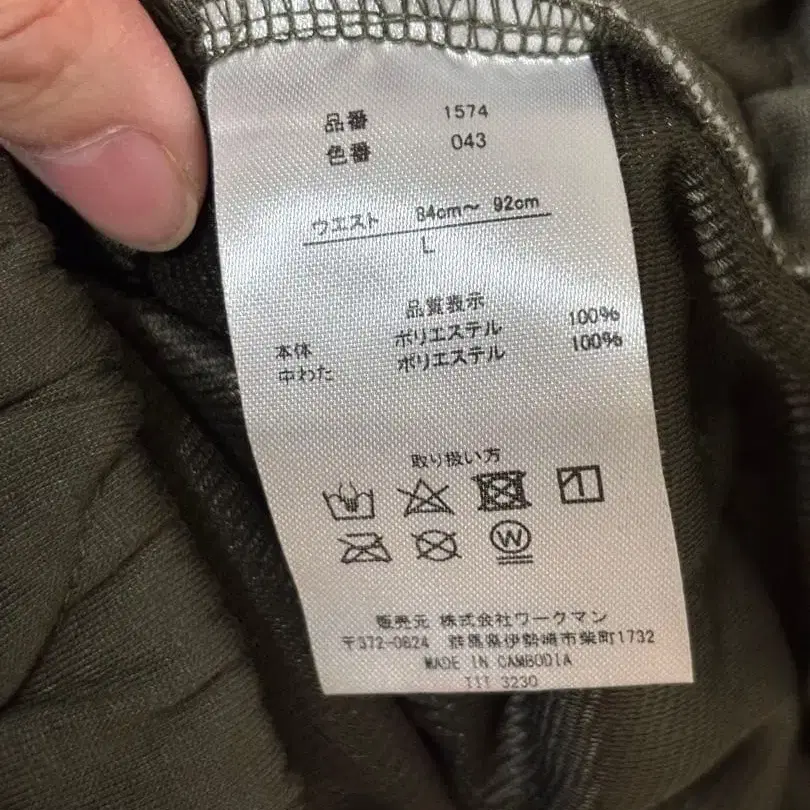 品番 1574
色番 043
ウエスト 84cm〜 92cm
L
品質表示
本体 ポリエステル 100%
中わた ポリエステル 100%
取り扱い方
W
販売元 株式会社ワークマン
〒372-0824 群馬県伊勢崎市柴町1732
MADE IN CAMBODIA
TIT 3230